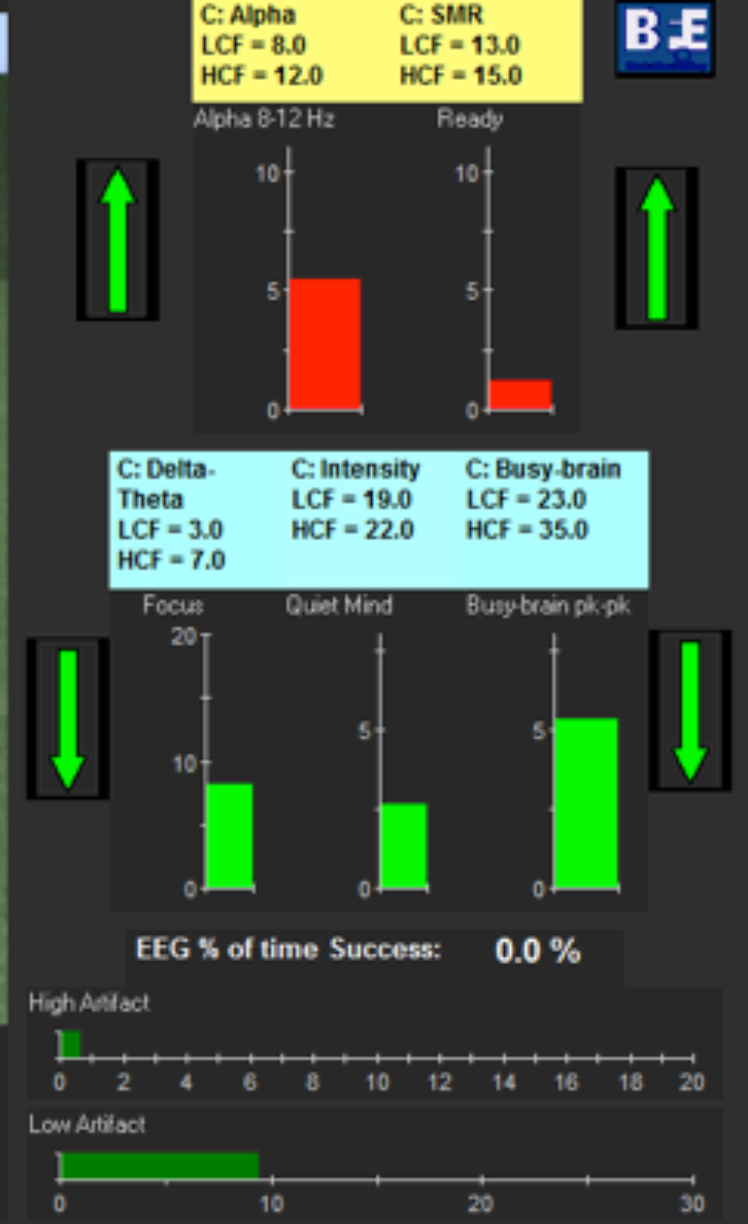 C: Alpha C: SMR
LCF = 8.0 LCF = 13.0
HCF = 12.0 HCF = 15.0
Alpha 8-12 Hz Ready
10 10
5 5
0 0
C: Delta- C: Intensity C: Busy-brain
Theta LCF = 19.0 LCF = 23.0
LCF = 3.0 HCF = 22.0 HCF = 35.0
HCF = 7.0
Focus Quiet Mind Busy-brain pk-pk
20
5 5
10
0 0 0
EEG % of time Success: 0.0 %
High Artifact
0 2 4 6 8 10 12 14 16 18 20
Low Artifact
0 10 20 30